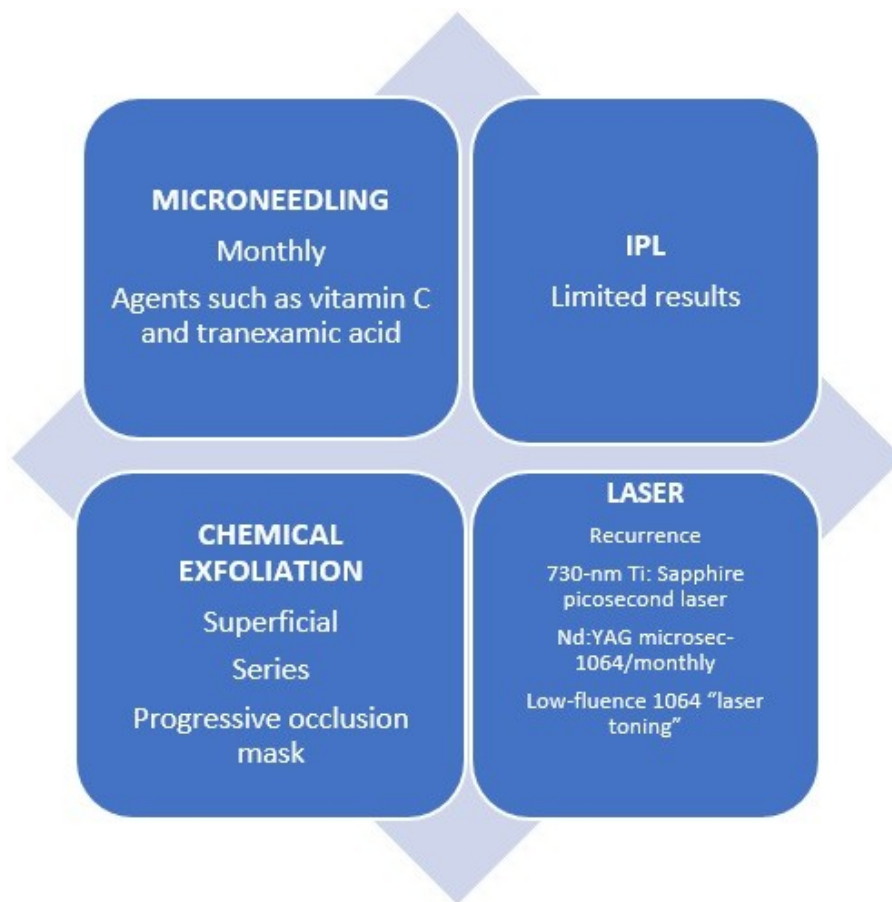 MICRONEEDLING
Monthly
Agents such as vitamin C
and tranexamic acid
IPL
Limited results
CHEMICAL
EXFOLIATION
Superficial
Series
Progressive occlusion
mask
LASER
Recurrence
730-nm Ti: Sapphire
picosecond laser
Nd:YAG microsec-
1064/monthly
Low-fluence 1064 “laser
toning”